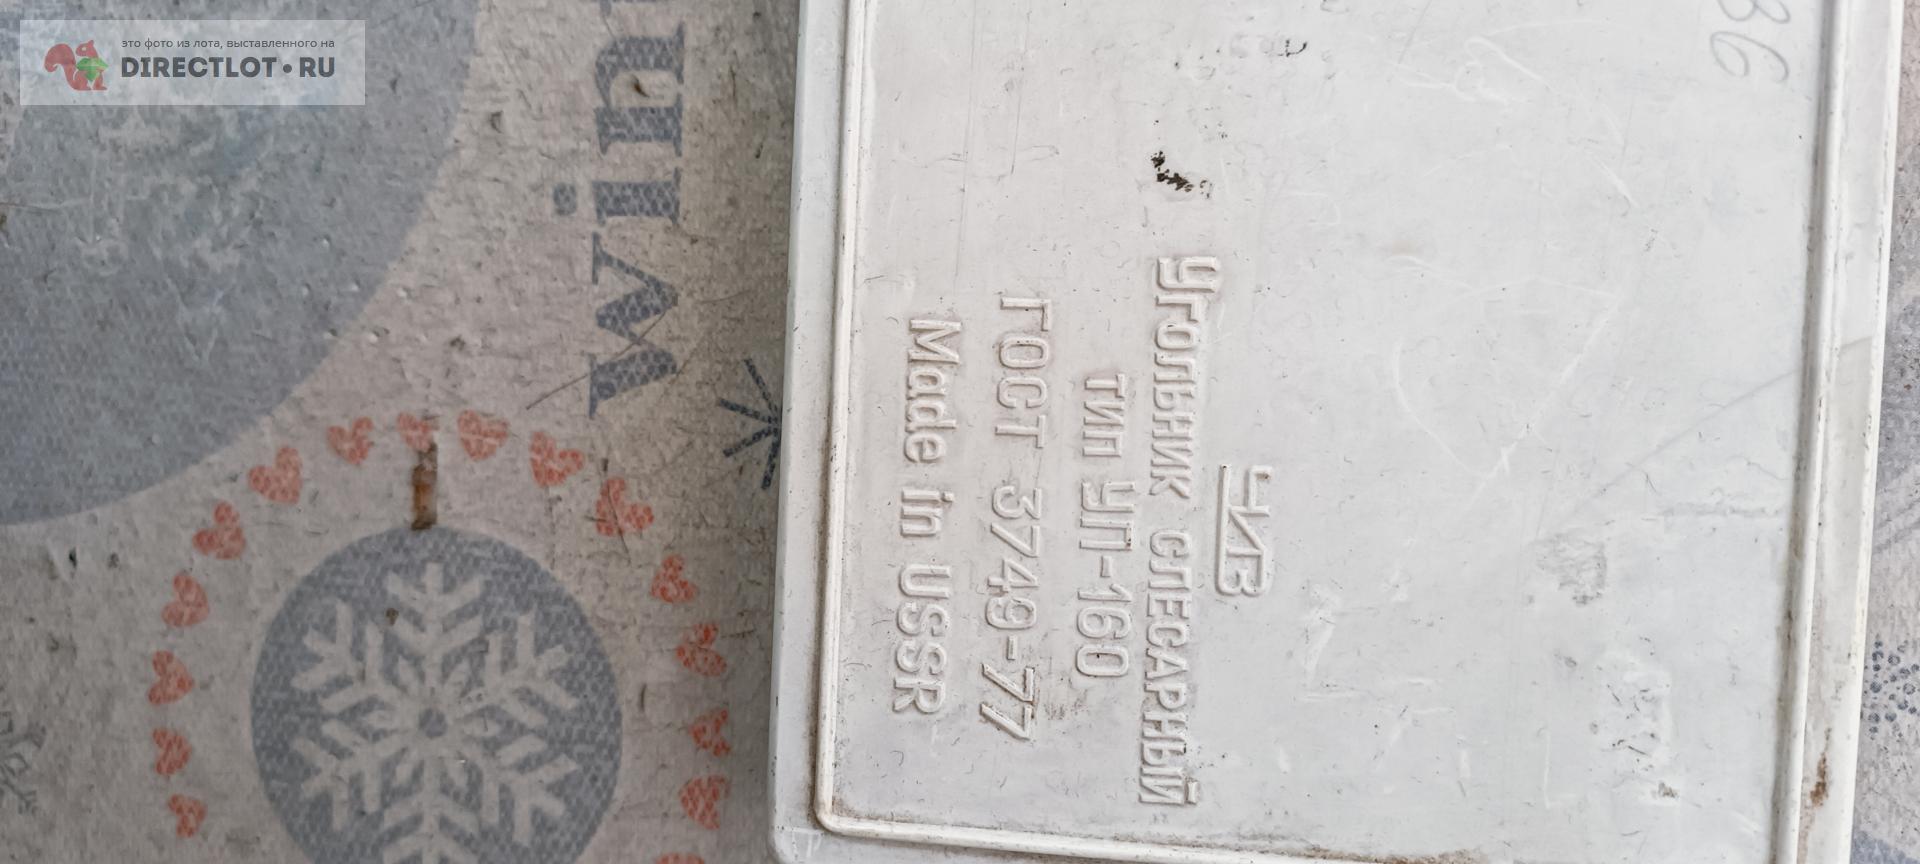 это фото из лота, выставленного на
DIRECTLOT.RU
ЧИЗ
Угольник слесарный
тип УП-160
ГОСТ 3749-77
Made in USSR